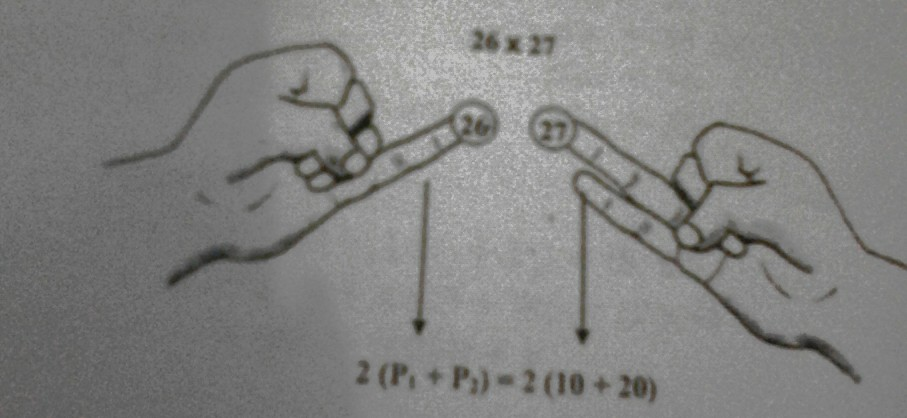 26 x 27
26 27
2 (P₁ + P₂) = 2 (10 + 20)